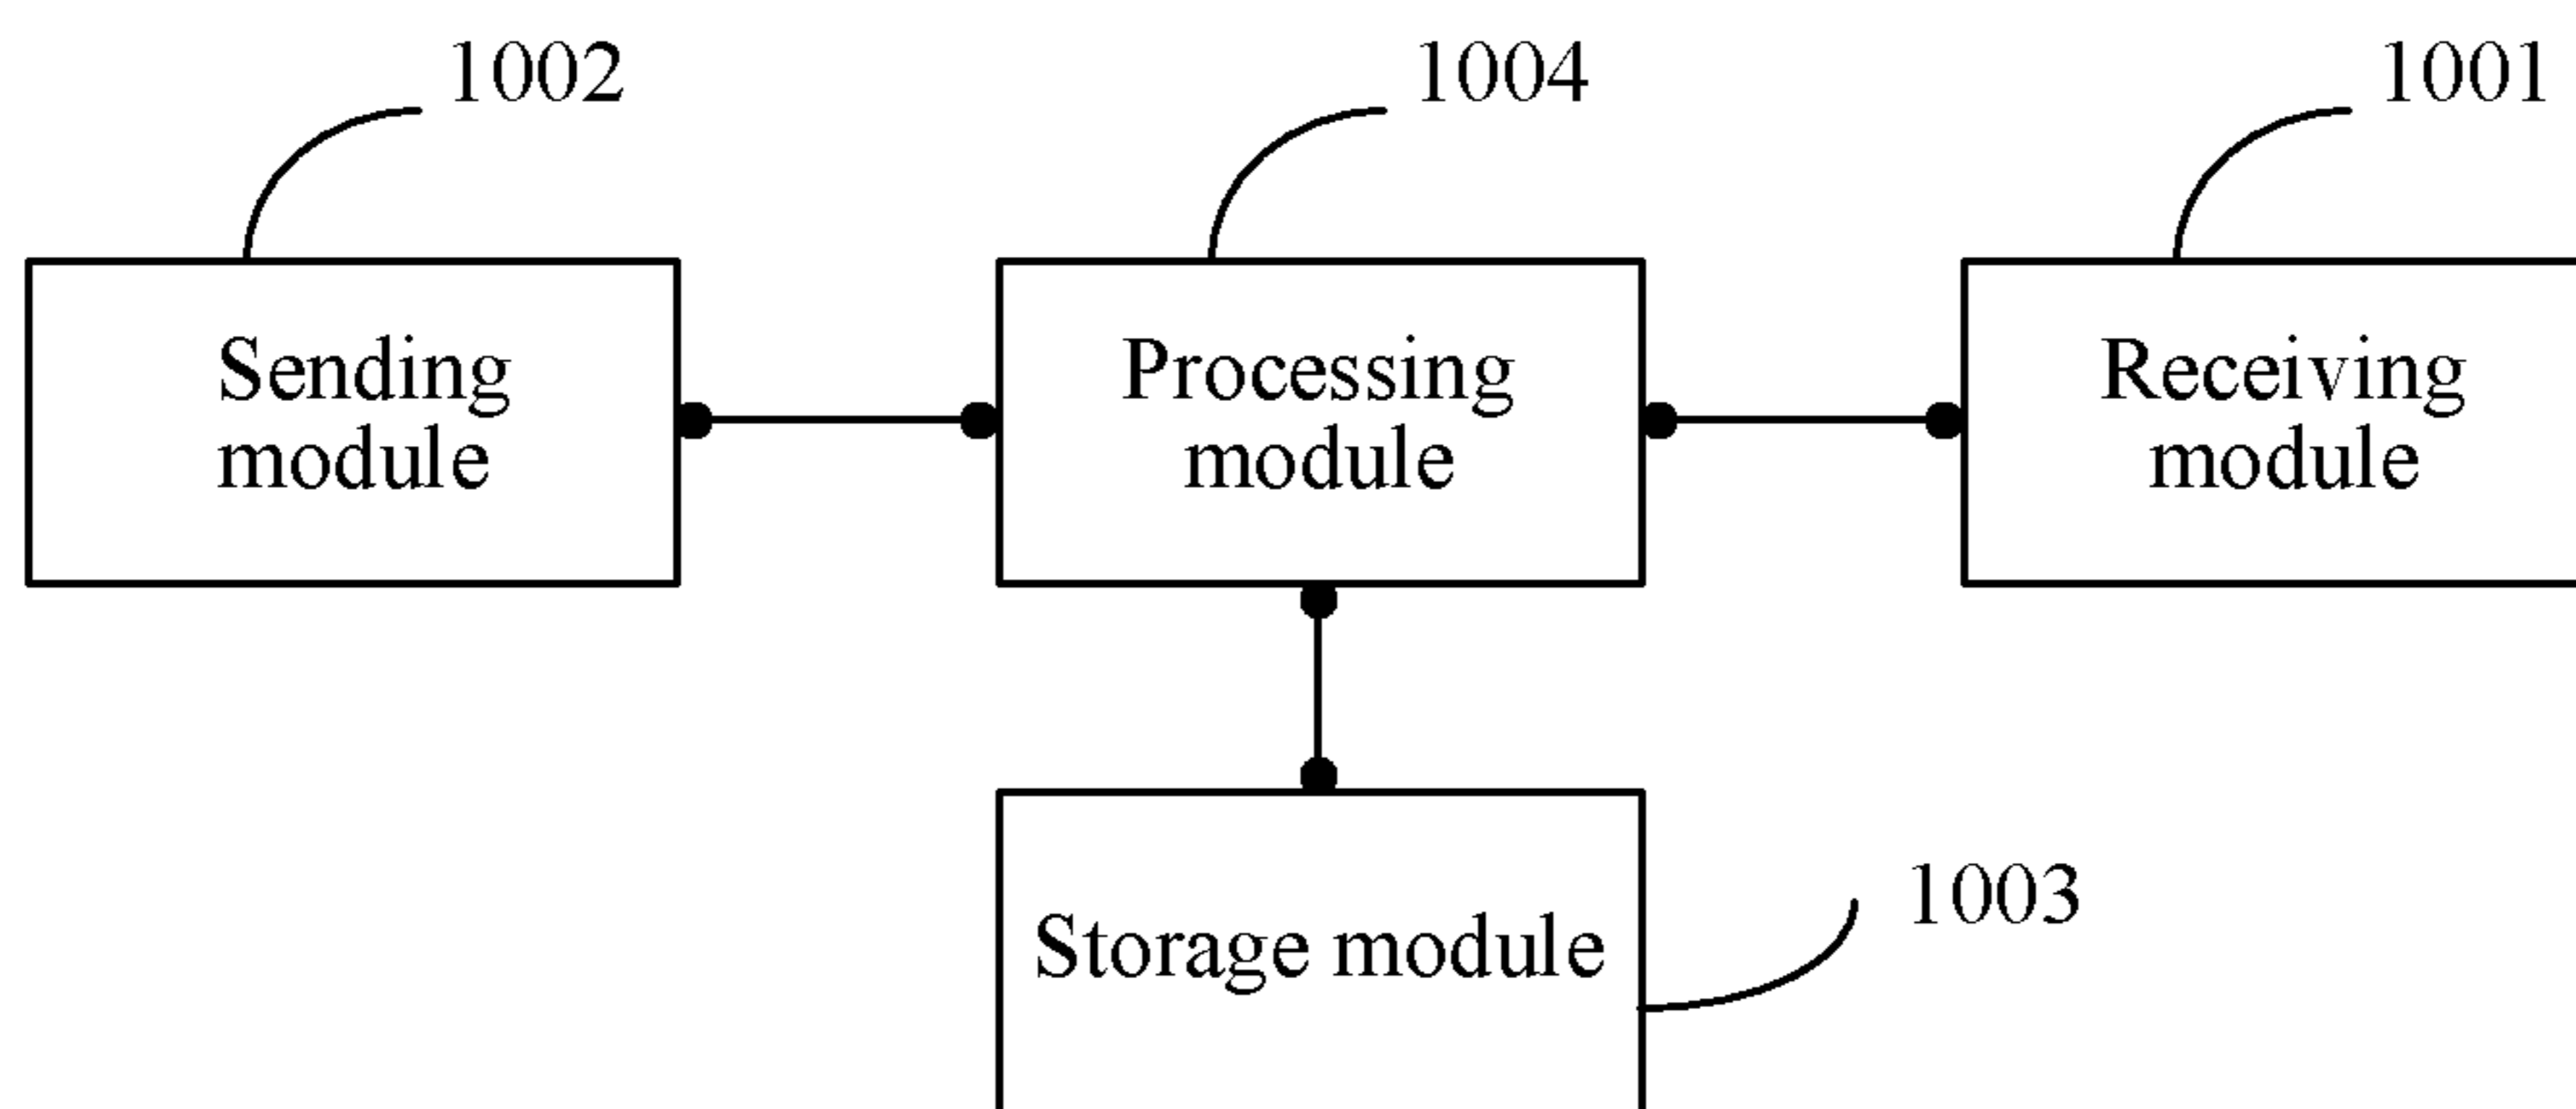 1002
1004
1001
Sending
module
Processing
module
Receiving
module
Storage module
1003